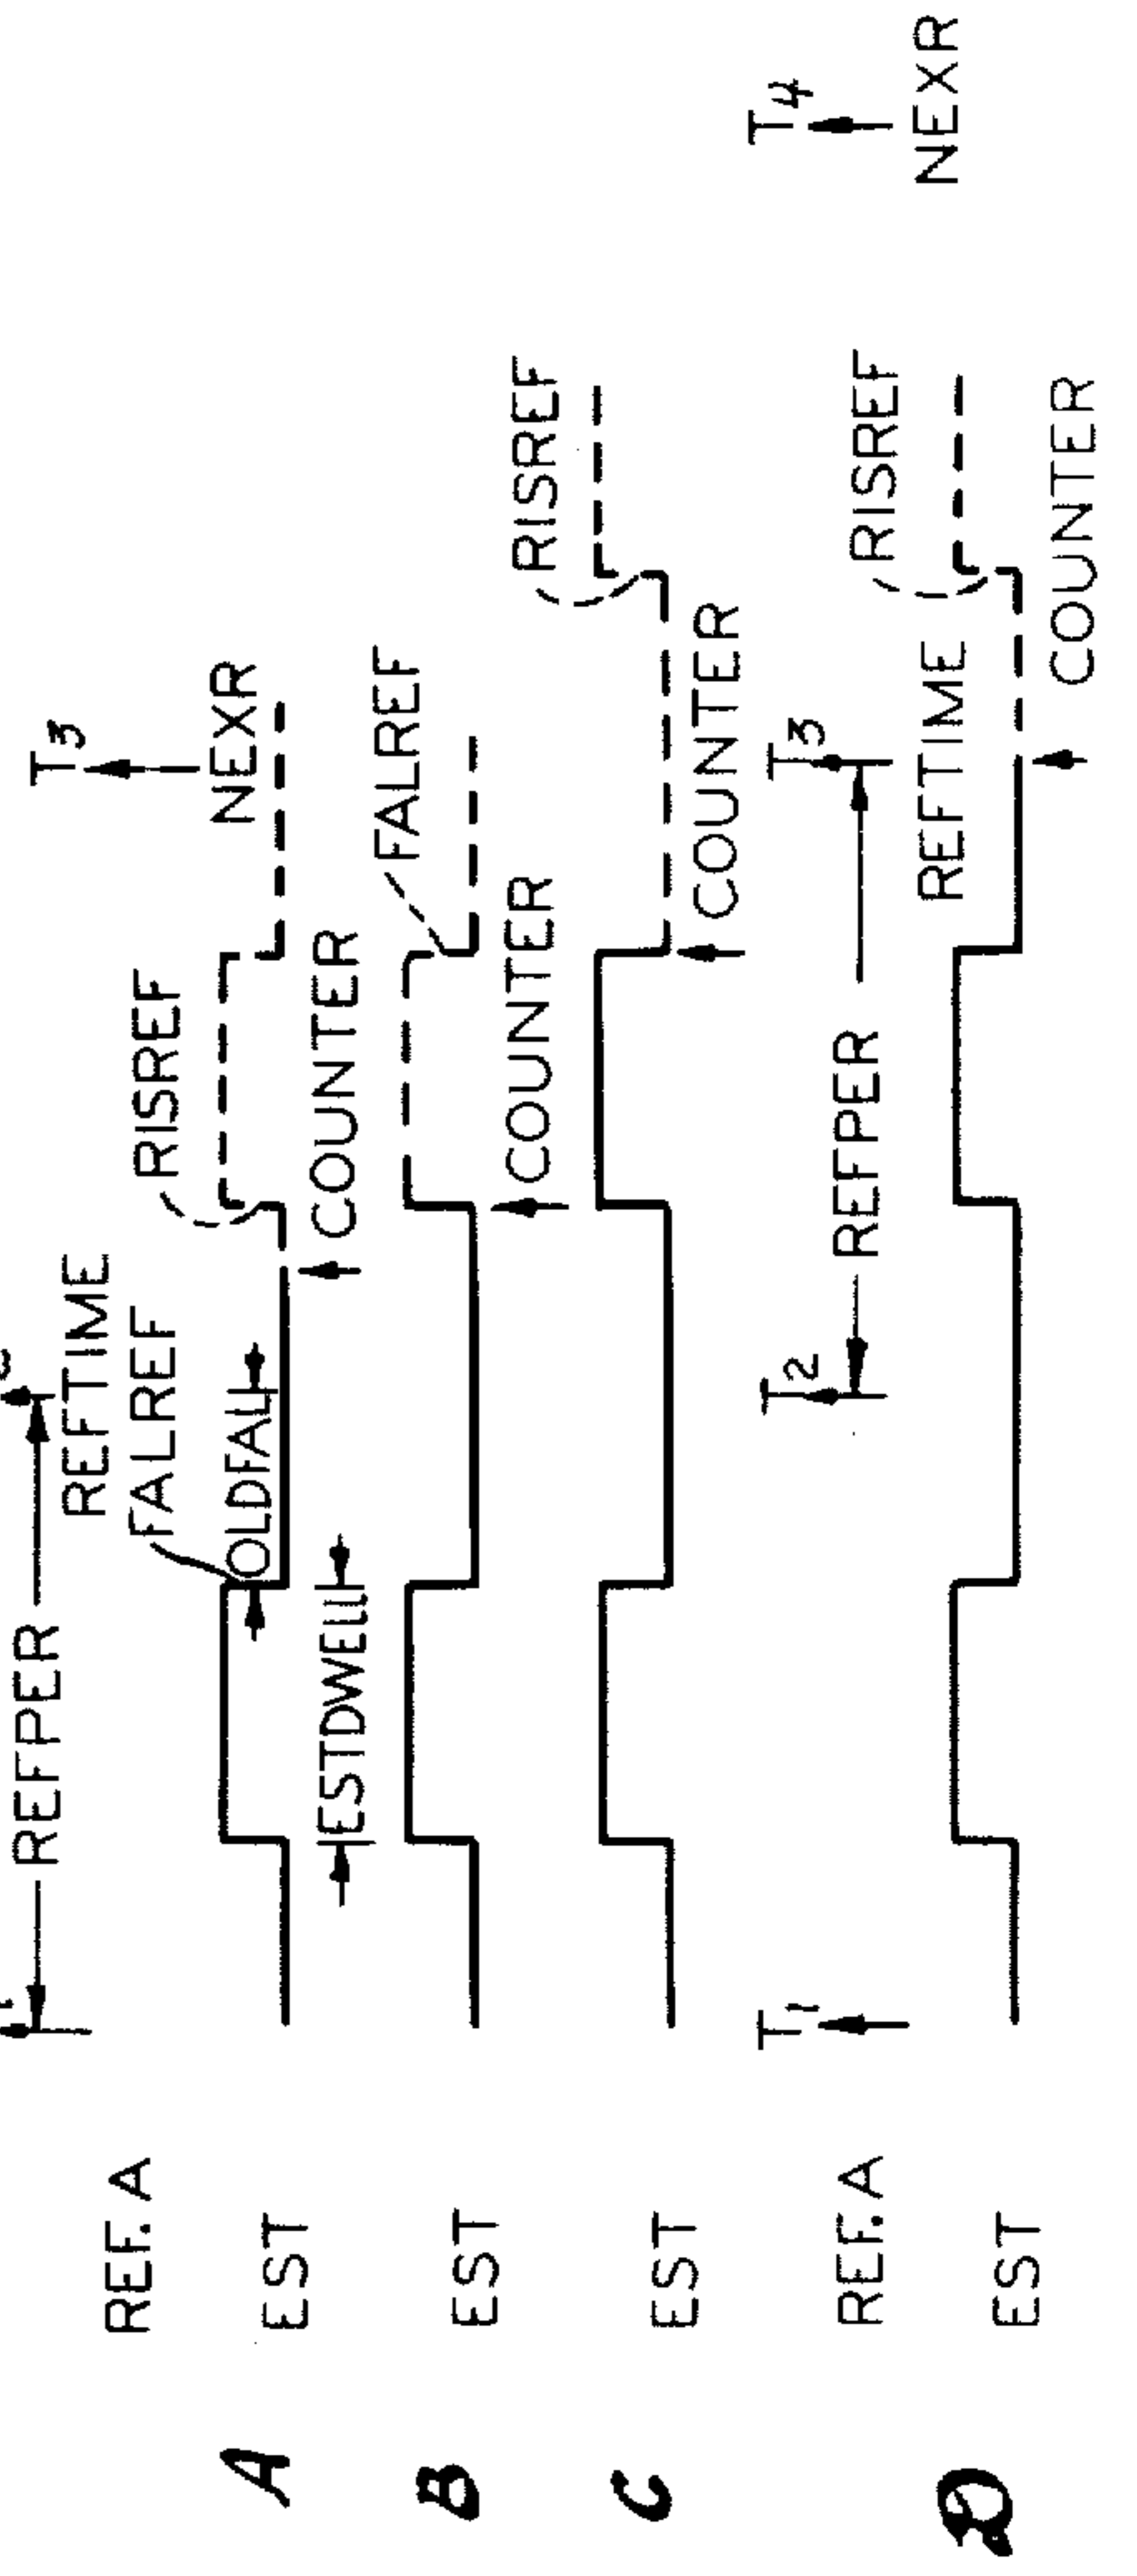 REFPER
REFTIME
T3
REF. A
FALREF
RISREF
NEXR
A EST
OLDFALL
COUNTER
ESTDWELL
FALREF
B EST
COUNTER
RISREF
C EST
COUNTER
T1
T2
T3
T4
REF. A
REFPER
RISREF
REFTIME
NEXR
D EST
COUNTER